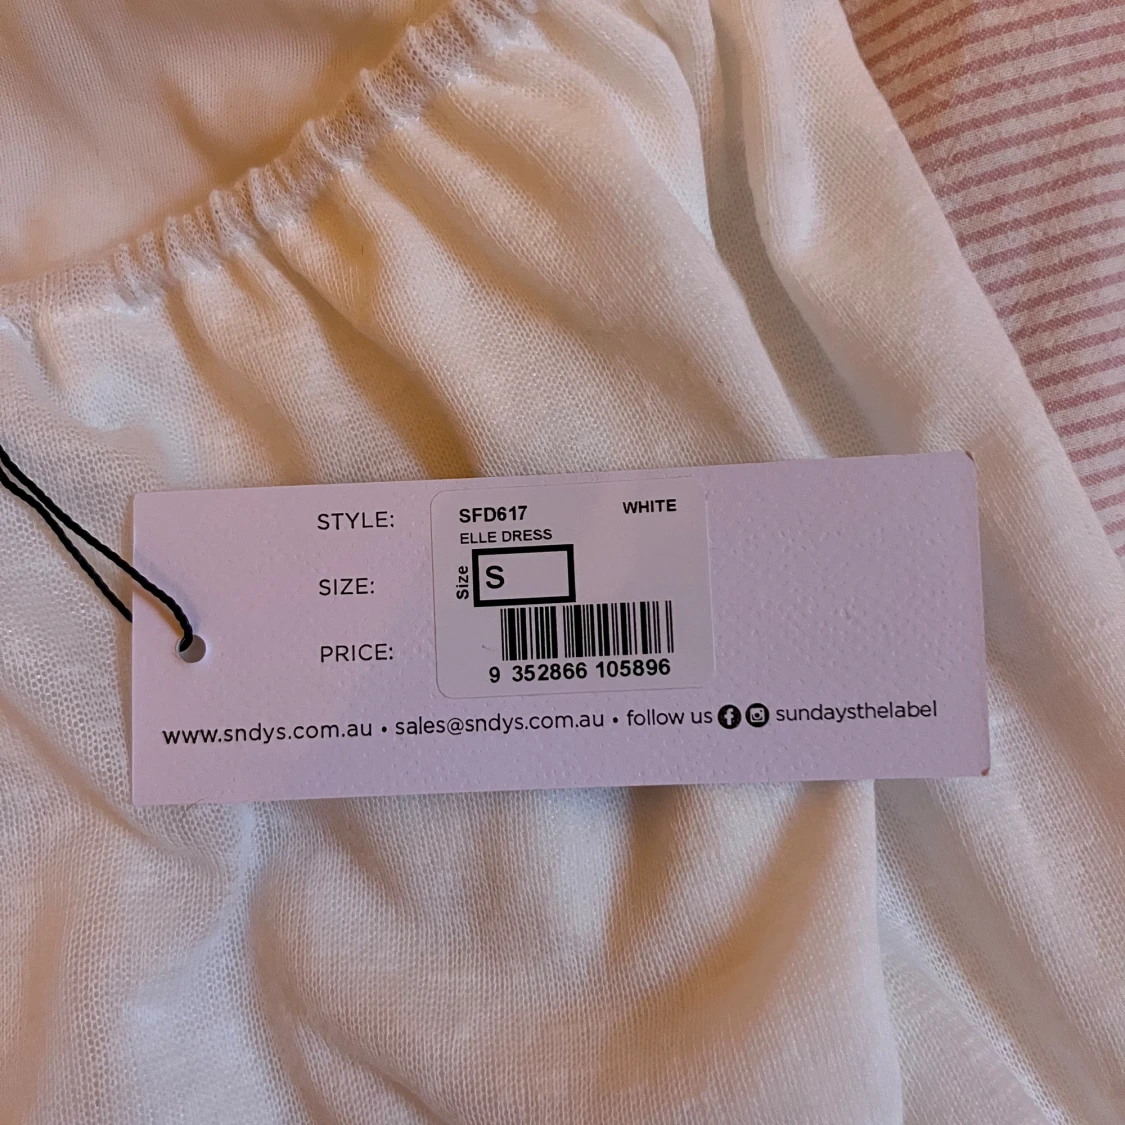 STYLE: SFD617 WHITE
ELLE DRESS
SIZE: Size S
PRICE:
9 352866 105896
www.sndys.com.au • sales@sndys.com.au • follow us sundaysthelabel